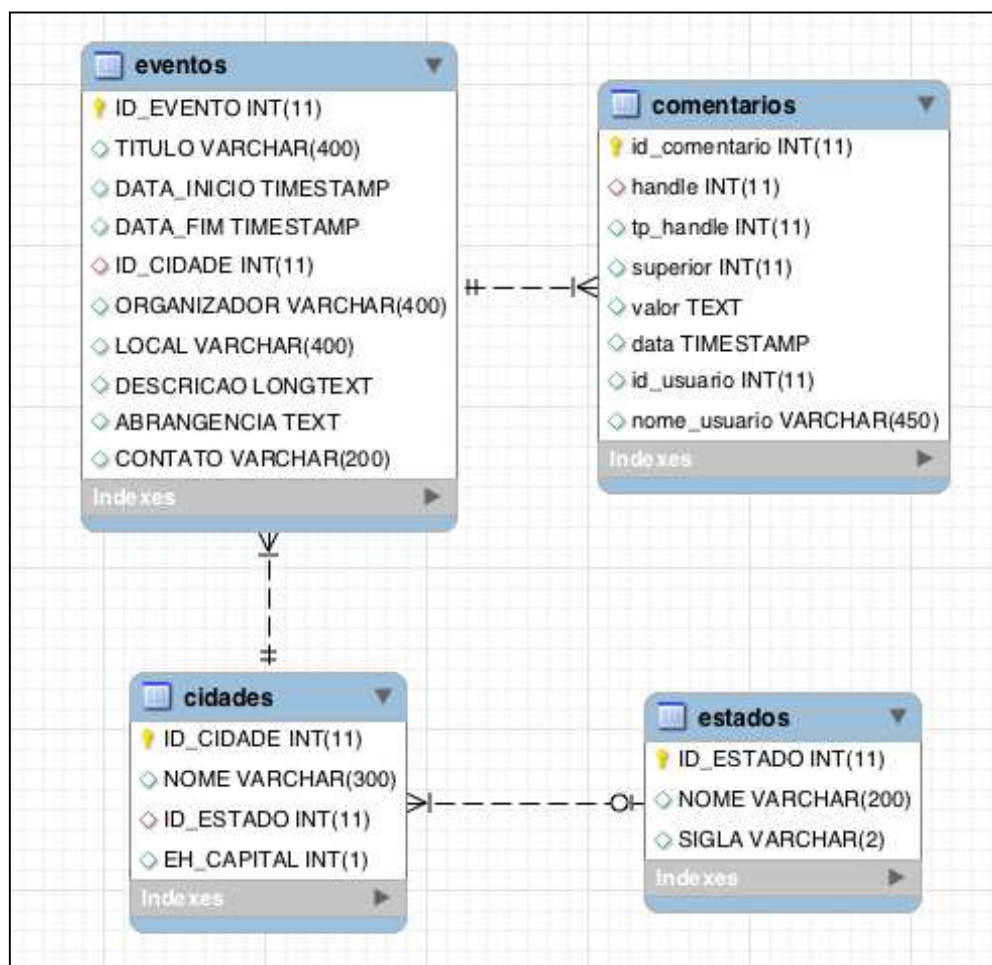 eventos
ID_EVENTO INT(11)
TITULO VARCHAR(400)
DATA_INICIO TIMESTAMP
DATA_FIM TIMESTAMP
ID_CIDADE INT(11)
ORGANIZADOR VARCHAR(400)
LOCAL VARCHAR(400)
DESCRICAO LONGTEXT
ABRANGENCIA TEXT
CONTATO VARCHAR(200)
Indexes
comentarios
id_comentario INT(11)
handle INT(11)
tp_handle INT(11)
superior INT(11)
valor TEXT
data TIMESTAMP
id_usuario INT(11)
nome_usuario VARCHAR(450)
Indexes
cidades
ID_CIDADE INT(11)
NOME VARCHAR(300)
ID_ESTADO INT(11)
EH_CAPITAL INT(1)
Indexes
estados
ID_ESTADO INT(11)
NOME VARCHAR(200)
SIGLA VARCHAR(2)
Indexes